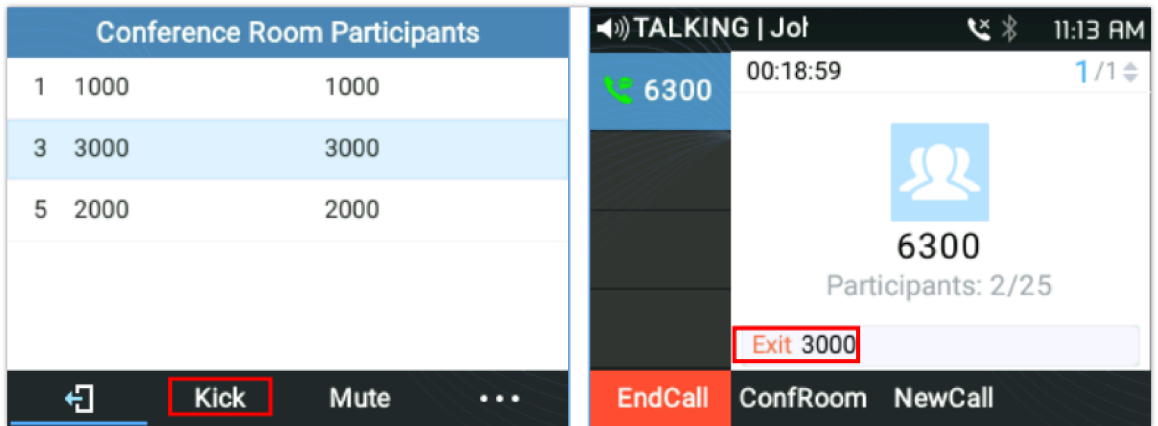 Conference Room Participants
1 1000 1000
3 3000 3000
5 2000 2000
Kick Mute ...
TALKING | Joh 11:13 AM
6300
00:18:59 1/1
6300
Participants: 2/25
Exit 3000
EndCall ConfRoom NewCall